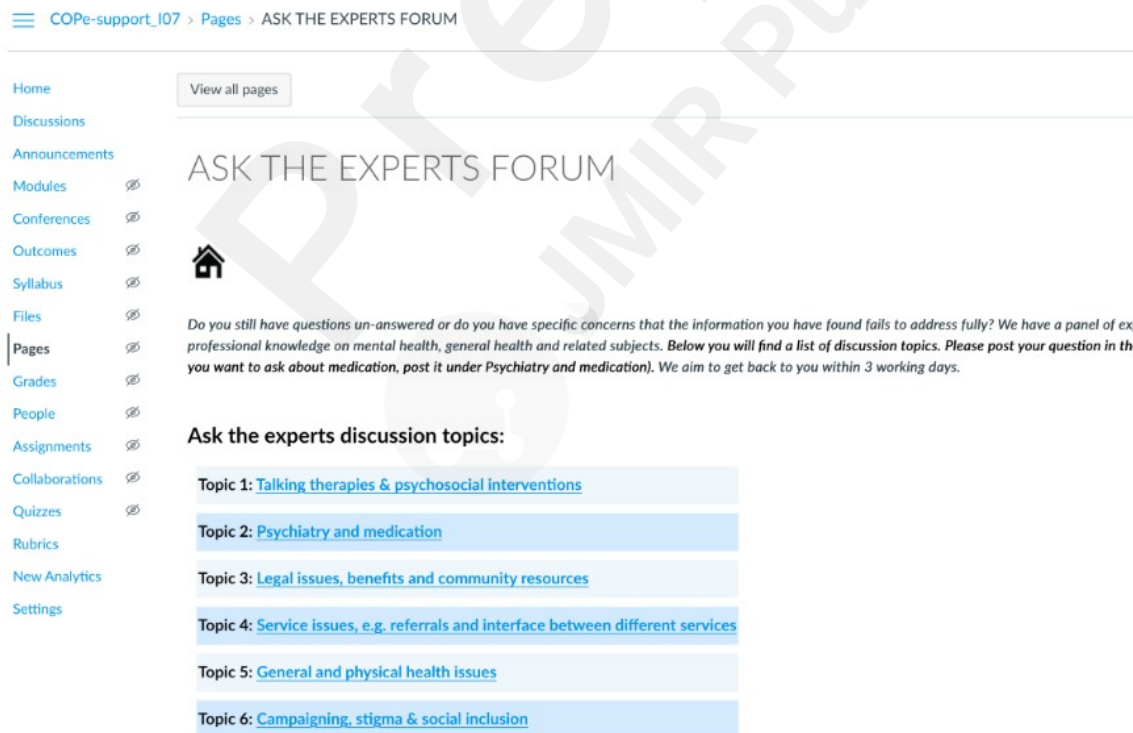 COPe-support_I07 > Pages > ASK THE EXPERTS FORUM
Home
Discussions
Announcements
Modules
Conferences
Outcomes
Syllabus
Files
Pages
Grades
People
Assignments
Collaborations
Quizzes
Rubrics
New Analytics
Settings
View all pages
ASK THE EXPERTS FORUM
Do you still have questions un-answered or do you have specific concerns that the information you have found fails to address fully? We have a panel of
professional knowledge on mental health, general health and related subjects. Below you will find a list of discussion topics. Please post your question in
you want to ask about medication, post it under Psychiatry and medication). We aim to get back to you within 3 working days.
Ask the experts discussion topics:
Topic 1: Talking therapies & psychosocial interventions
Topic 2: Psychiatry and medication
Topic 3: Legal issues, benefits and community resources
Topic 4: Service issues, e.g. referrals and interface between different services
Topic 5: General and physical health issues
Topic 6: Campaigning, stigma & social inclusion
JMIR